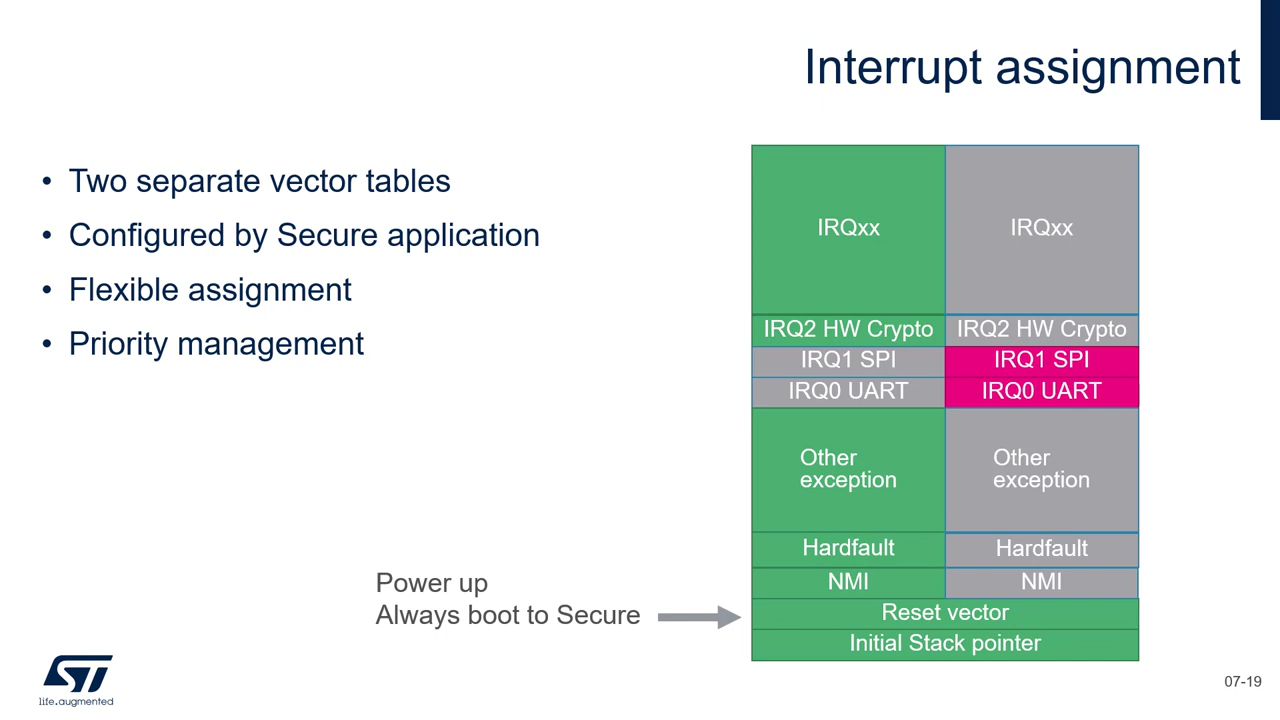 Interrupt assignment
• Two separate vector tables
• Configured by Secure application
• Flexible assignment
• Priority management
IRQxx IRQxx
IRQ2 HW Crypto IRQ2 HW Crypto
IRQ1 SPI IRQ1 SPI
IRQ0 UART IRQ0 UART
Other Other
exception exception
Hardfault Hardfault
NMI NMI
Power up
Always boot to Secure
Reset vector
Initial Stack pointer
ST
life.augmented
07-19